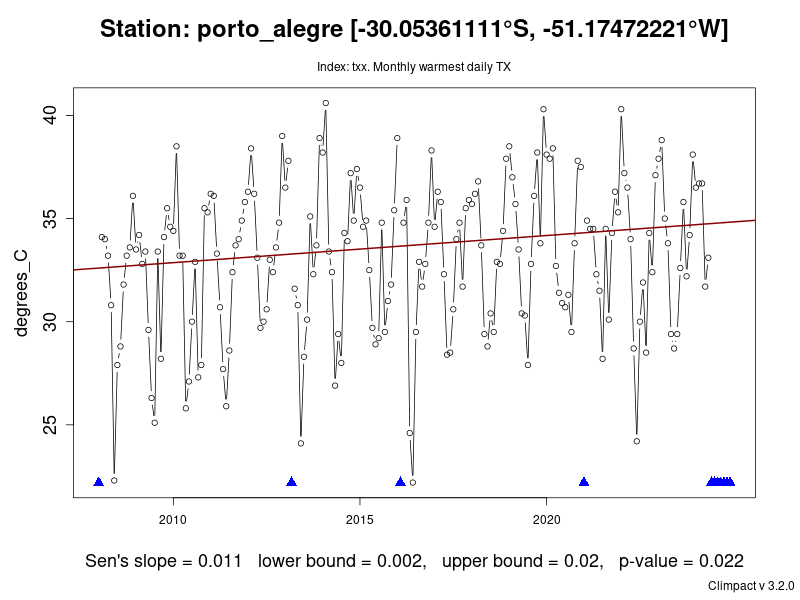 Station: porto_alegre [-30.05361111°S, -51.17472221°W]
Index: txx. Monthly warmest daily TX
degrees_C
40
35
30
25
2010 2015 2020
Sen's slope = 0.011 lower bound = 0.002, upper bound = 0.02, p-value = 0.022
Climpact v 3.2.0